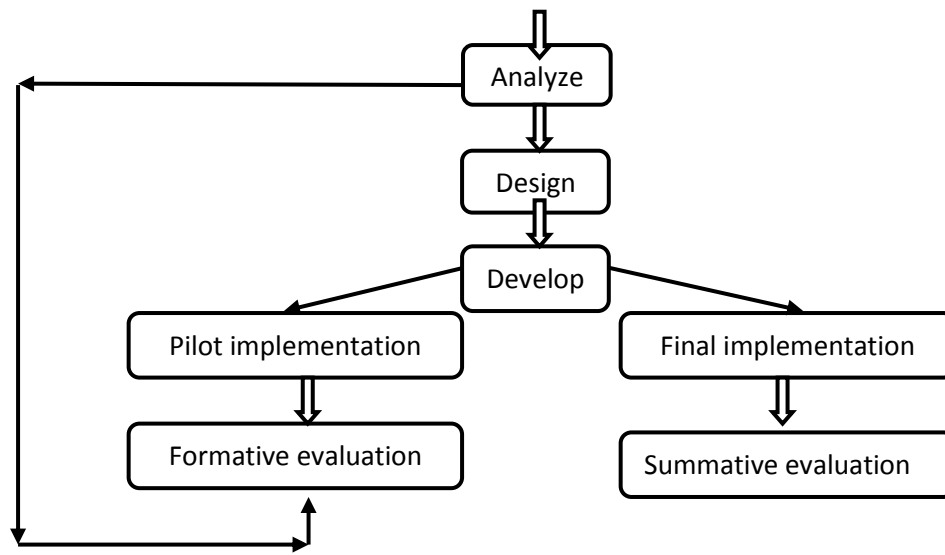 Analyze
Design
Develop
Pilot implementation
Final implementation
Formative evaluation
Summative evaluation